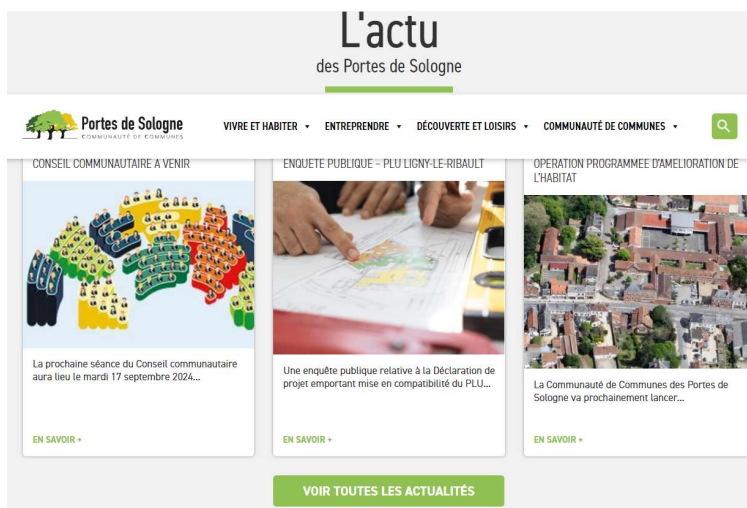 L'actu
des Portes de Sologne
Portes de Sologne
COMMUNAUTÉ DE COMMUNES
VIVRE ET HABITER
ENTREPRENDRE
DÉCOUVERTE ET LOISIRS
COMMUNAUTÉ DE COMMUNES
CONSEIL COMMUNAUTAIRE À VENIR
La prochaine séance du Conseil communautaire
aura lieu le mardi 17 septembre 2024...
EN SAVOIR +
ENQUÊTE PUBLIQUE – PLU LIGNY-LE-RIBAULT
Une enquête publique relative à la Déclaration de
projet emportant mise en compatibilité du PLU...
EN SAVOIR +
OPÉRATION PROGRAMMÉE D'AMÉLIORATION DE
L'HABITAT
La Communauté de Communes des Portes de
Sologne va prochainement lancer...
EN SAVOIR +
VOIR TOUTES LES ACTUALITÉS